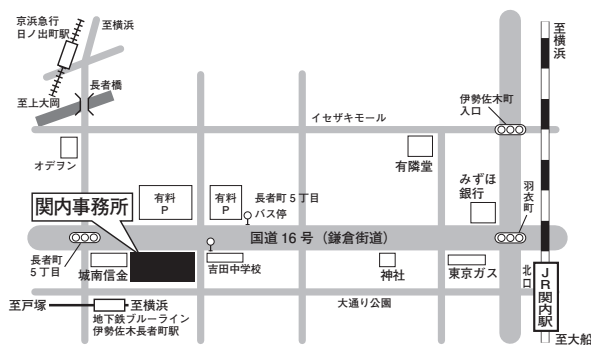 京浜急行
日ノ出町駅
至横浜
至横浜
長者橋
至上大岡
伊勢佐木町
入口
イセザキモール
オデヲン
有隣堂
みずほ
銀行
羽衣町
関内事務所
有料
P
有料
P
長者町5丁目
バス停
国道16号（鎌倉街道）
長者町
5丁目
城南信金
吉田中学校
神社
東京ガス
北口
JR関内駅
大通り公園
至戸塚
至横浜
地下鉄ブルーライン
伊勢佐木長者町駅
至大船